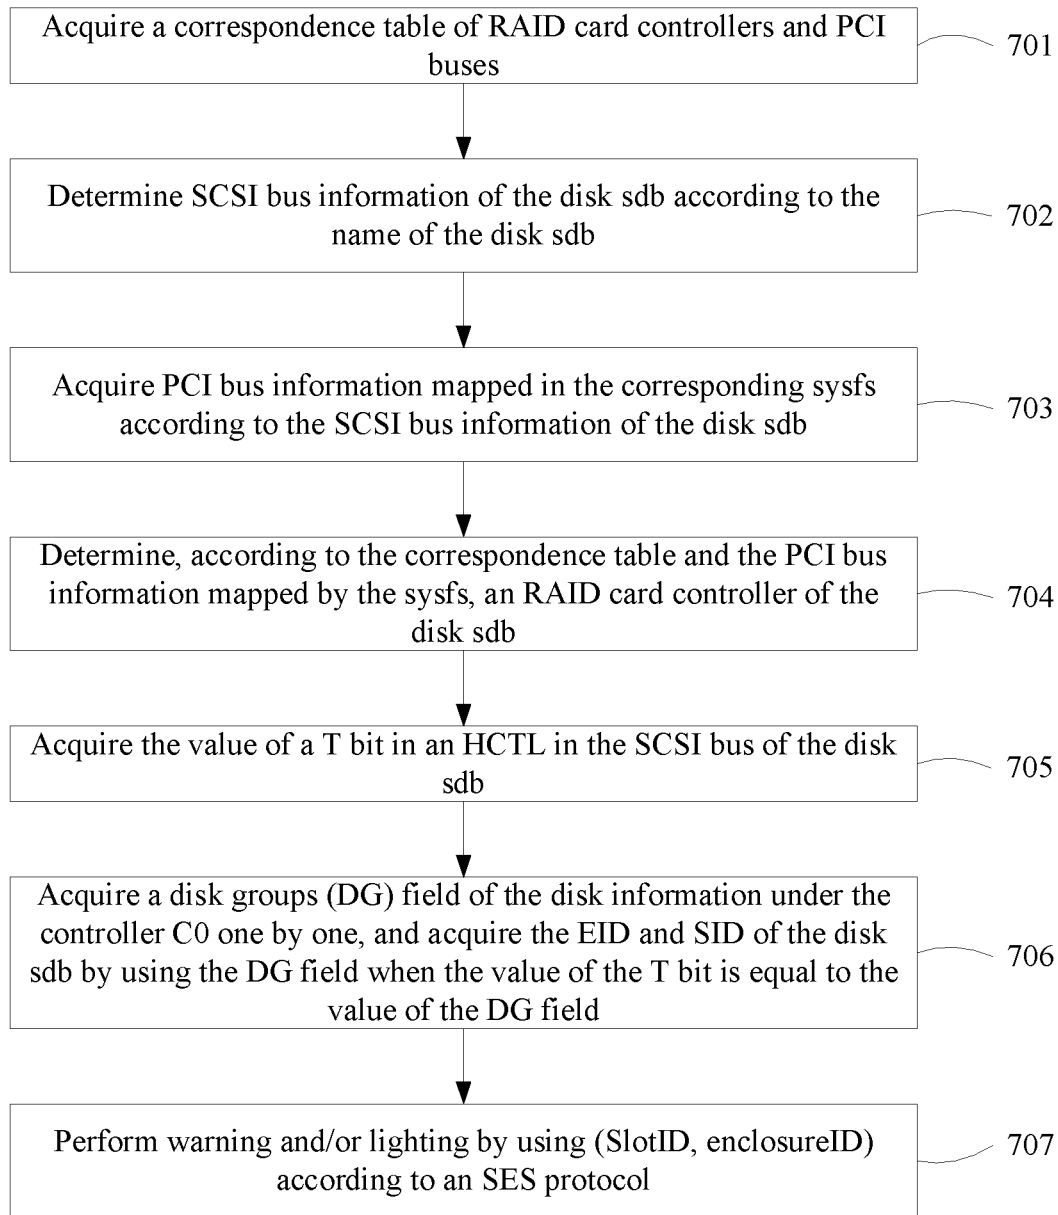 Acquire a correspondence table of RAID card controllers and PCI
buses
701
Determine SCSI bus information of the disk sdb according to the
name of the disk sdb
702
Acquire PCI bus information mapped in the corresponding sysfs
according to the SCSI bus information of the disk sdb
703
Determine, according to the correspondence table and the PCI bus
information mapped by the sysfs, an RAID card controller of the
disk sdb
704
Acquire the value of a T bit in an HCTL in the SCSI bus of the disk
sdb
705
Acquire a disk groups (DG) field of the disk information under the
controller C0 one by one, and acquire the EID and SID of the disk
sdb by using the DG field when the value of the T bit is equal to the
value of the DG field
706
Perform warning and/or lighting by using (SlotID, enclosureID)
according to an SES protocol
707